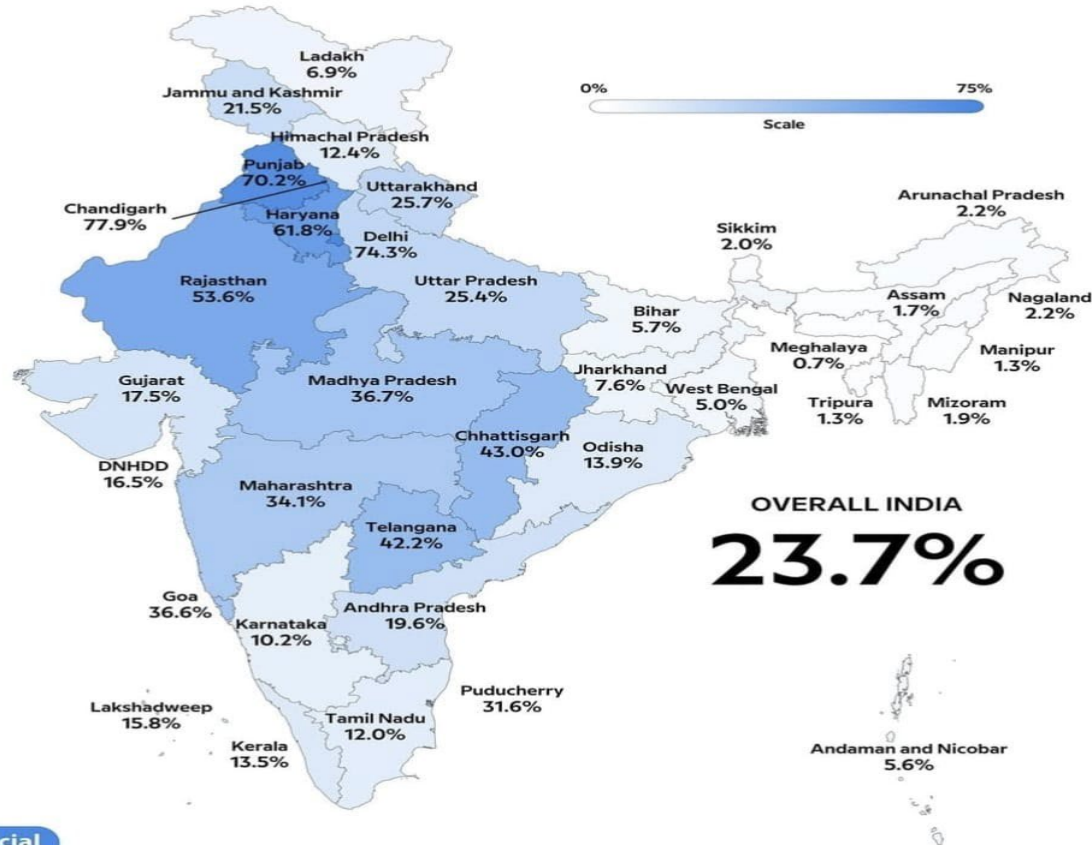 Ladakh
6.9%
Jammu and Kashmir
21.5%
0%
75%
Scale
Himachal Pradesh
12.4%
Punjab
70.2%
Uttarakhand
25.7%
Chandigarh
77.9%
Haryana
61.8%
Delhi
74.3%
Arunachal Pradesh
2.2%
Sikkim
2.0%
Rajasthan
53.6%
Uttar Pradesh
25.4%
Assam
1.7%
Nagaland
2.2%
Bihar
5.7%
Meghalaya
0.7%
Manipur
1.3%
Gujarat
17.5%
Madhya Pradesh
36.7%
Jharkhand
7.6%
West Bengal
5.0%
Tripura
1.3%
Mizoram
1.9%
Chhattisgarh
43.0%
Odisha
13.9%
DNHDD
16.5%
Maharashtra
34.1%
Telangana
42.2%
OVERALL INDIA
23.7%
Goa
36.6%
Karnataka
10.2%
Andhra Pradesh
19.6%
Puducherry
31.6%
Lakshadweep
15.8%
Tamil Nadu
12.0%
Kerala
13.5%
Andaman and Nicobar
5.6%